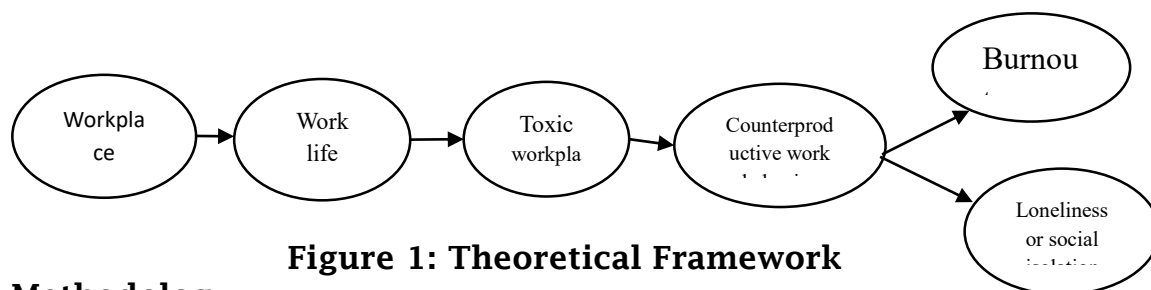 Workpla
ce
Work
life
Toxic
workpla
Counterprod
uctive work
Burnou
Loneliness
or social
Figure 1: Theoretical Framework